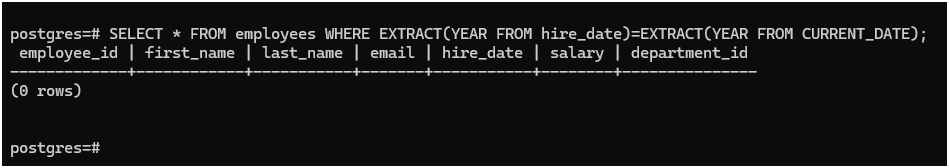 postgres=# SELECT * FROM employees WHERE EXTRACT(YEAR FROM hire_date)=EXTRACT(YEAR FROM CURRENT_DATE);
 employee_id | first_name | last_name | email | hire_date | salary | department_id
-------------+------------+-----------+-------+-----------+--------+---------------
(0 rows)
postgres=#